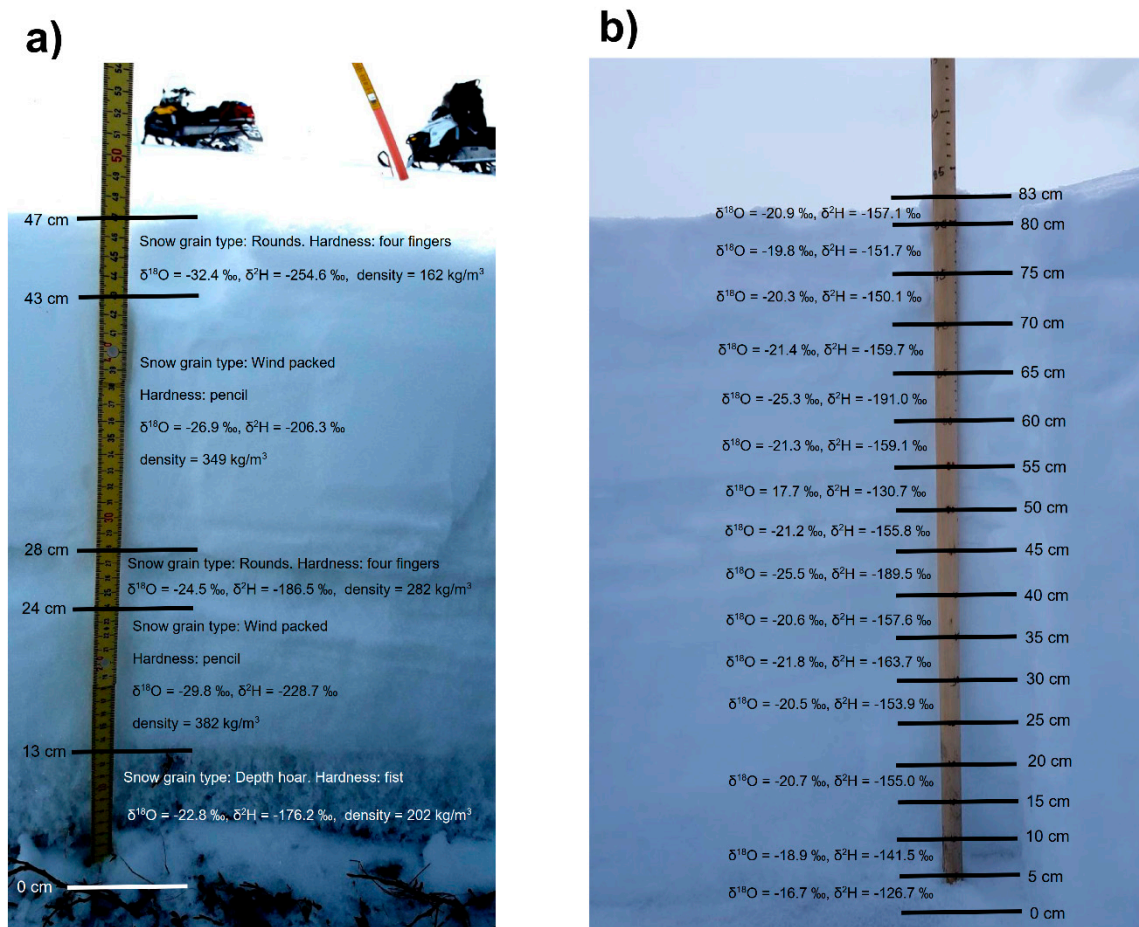 a)
47 cm
Snow grain type: Rounds. Hardness: four fingers
δ¹⁸O = -32.4 ‰, δ²H = -254.6 ‰, density = 162 kg/m³
43 cm
Snow grain type: Wind packed
Hardness: pencil
δ¹⁸O = -26.9 ‰, δ²H = -206.3 ‰
density = 349 kg/m³
28 cm
Snow grain type: Rounds. Hardness: four fingers
δ¹⁸O = -24.5 ‰, δ²H = -186.5 ‰, density = 282 kg/m³
24 cm
Snow grain type: Wind packed
Hardness: pencil
δ¹⁸O = -29.8 ‰, δ²H = -228.7 ‰
density = 382 kg/m³
13 cm
Snow grain type: Depth hoar. Hardness: fist
δ¹⁸O = -22.8 ‰, δ²H = -176.2 ‰, density = 202 kg/m³
0 cm
50
30
b)
83 cm
δ¹⁸O = -20.9 ‰, δ²H = -157.1 ‰
80 cm
δ¹⁸O = -19.8 ‰, δ²H = -151.7 ‰
75 cm
δ¹⁸O = -20.3 ‰, δ²H = -150.1 ‰
70 cm
δ¹⁸O = -21.4 ‰, δ²H = -159.7 ‰
65 cm
δ¹⁸O = -25.3 ‰, δ²H = -191.0 ‰
60 cm
δ¹⁸O = -21.3 ‰, δ²H = -159.1 ‰
55 cm
δ¹⁸O = 17.7 ‰, δ²H = -130.7 ‰
50 cm
δ¹⁸O = -21.2 ‰, δ²H = -155.8 ‰
45 cm
δ¹⁸O = -25.5 ‰, δ²H = -189.5 ‰
40 cm
δ¹⁸O = -20.6 ‰, δ²H = -157.6 ‰
35 cm
δ¹⁸O = -21.8 ‰, δ²H = -163.7 ‰
30 cm
δ¹⁸O = -20.5 ‰, δ²H = -153.9 ‰
25 cm
20 cm
δ¹⁸O = -20.7 ‰, δ²H = -155.0 ‰
15 cm
10 cm
δ¹⁸O = -18.9 ‰, δ²H = -141.5 ‰
5 cm
δ¹⁸O = -16.7 ‰, δ²H = -126.7 ‰
0 cm